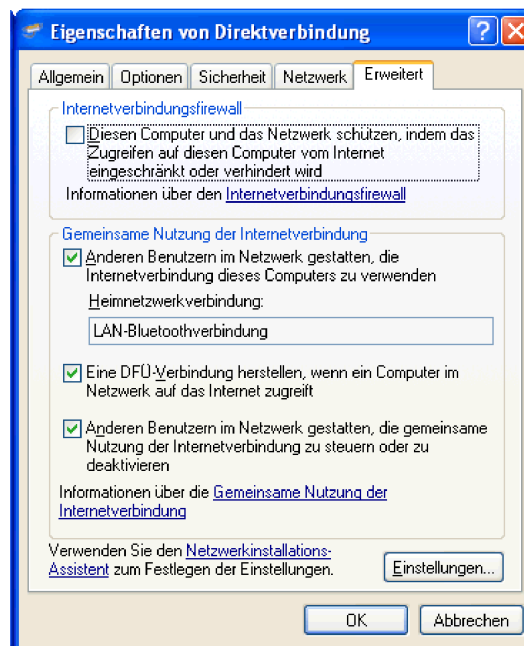 Eigenschaften von Direktverbindung
Allgemein
Optionen
Sicherheit
Netzwerk
Erweitert
Internetverbindungsfirewall
Diesen Computer und das Netzwerk schützen, indem das
Zugreifen auf diesen Computer vom Internet
eingeschränkt oder verhindert wird
Informationen über den Internetverbindungsfirewall
Gemeinsame Nutzung der Internetverbindung
Anderen Benutzern im Netzwerk gestatten, die
Internetverbindung dieses Computers zu verwenden
Heimnetzwerkverbindung:
LAN-Bluetoothverbindung
Eine DFÜ-Verbindung herstellen, wenn ein Computer im
Netzwerk auf das Internet zugreift
Anderen Benutzern im Netzwerk gestatten, die gemeinsame
Nutzung der Internetverbindung zu steuern oder zu
deaktivieren
Informationen über die Gemeinsame Nutzung der
Internetverbindung
Verwenden Sie den Netzwerkinstallations-
Assistent zum Festlegen der Einstellungen.
Einstellungen...
OK
Abbrechen